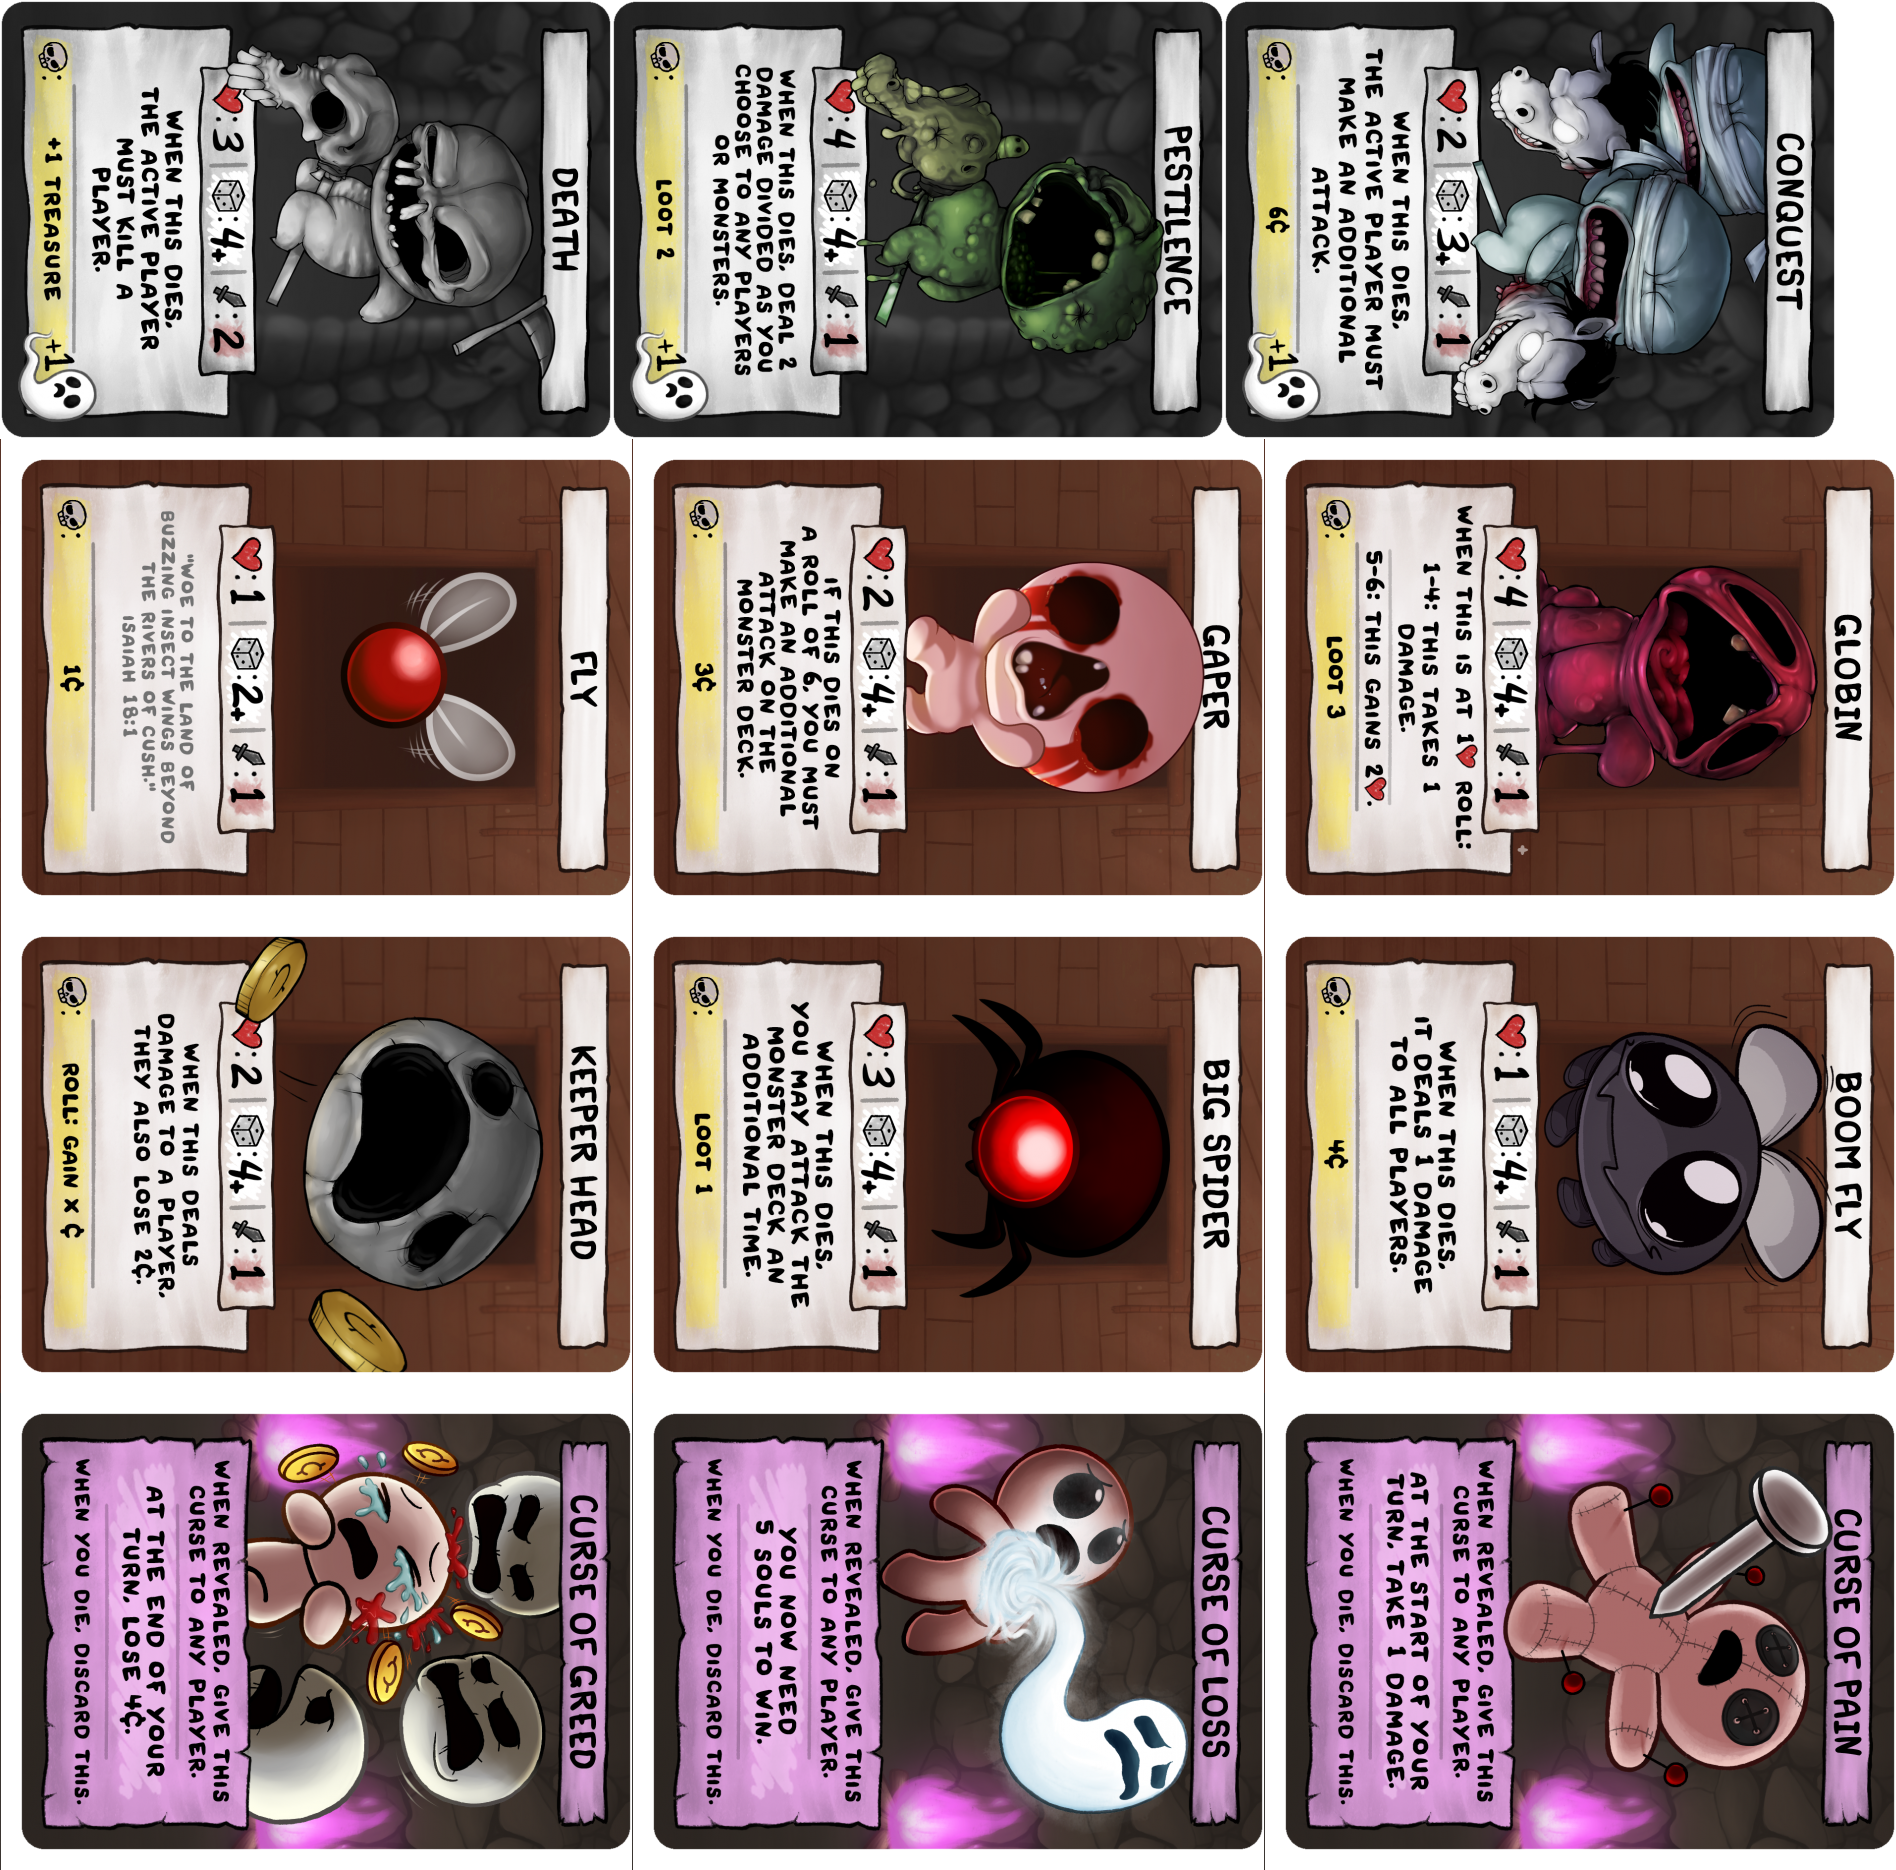 DEATH
♥:3 | :4+ | :2
WHEN THIS DIES,
THE ACTIVE PLAYER
MUST KILL A
PLAYER.
: +1 TREASURE
+1
PESTILENCE
♥:4 | :4+ | :1
WHEN THIS DIES, DEAL 2
DAMAGE DIVIDED AS YOU
CHOOSE TO ANY PLAYERS
OR MONSTERS.
: LOOT 2
+1
CONQUEST
♥:2 | :3+ | :1
WHEN THIS DIES,
THE ACTIVE PLAYER MUST
MAKE AN ADDITIONAL
ATTACK.
: 6¢
+1
FLY
♥:1 | :2+ | :1
"WOE TO THE LAND OF
BUZZING INSECT WINGS BEYOND
THE RIVERS OF CUSH."
ISAIAH 18:1
: 1¢
GAPER
♥:2 | :4+ | :1
IF THIS DIES ON
A ROLL OF 6, YOU MUST
MAKE AN ADDITIONAL
ATTACK ON THE
MONSTER DECK.
: 3¢
GLOBIN
♥:4 | :4+ | :1
WHEN THIS IS AT 1♥ ROLL:
1-4: THIS TAKES 1
DAMAGE.
5-6: THIS GAINS 2♥.
: LOOT 3
KEEPER HEAD
♥:2 | :4+ | :1
WHEN THIS DEALS
DAMAGE TO A PLAYER,
THEY ALSO LOSE 2¢.
: ROLL: GAIN X ¢
BIG SPIDER
♥:3 | :4+ | :1
WHEN THIS DIES,
YOU MAY ATTACK THE
MONSTER DECK AN
ADDITIONAL TIME.
: LOOT 1
BOOM FLY
♥:1 | :4+ | :1
WHEN THIS DIES,
IT DEALS 1 DAMAGE
TO ALL PLAYERS.
: 4¢
CURSE OF GREED
WHEN REVEALED, GIVE THIS
CURSE TO ANY PLAYER.
AT THE END OF YOUR
TURN, LOSE 4¢.
WHEN YOU DIE, DISCARD THIS.
CURSE OF LOSS
WHEN REVEALED, GIVE THIS
CURSE TO ANY PLAYER.
YOU NOW NEED
5 SOULS TO WIN.
WHEN YOU DIE, DISCARD THIS.
CURSE OF PAIN
WHEN REVEALED, GIVE THIS
CURSE TO ANY PLAYER.
AT THE START OF YOUR
TURN, TAKE 1 DAMAGE.
WHEN YOU DIE, DISCARD THIS.